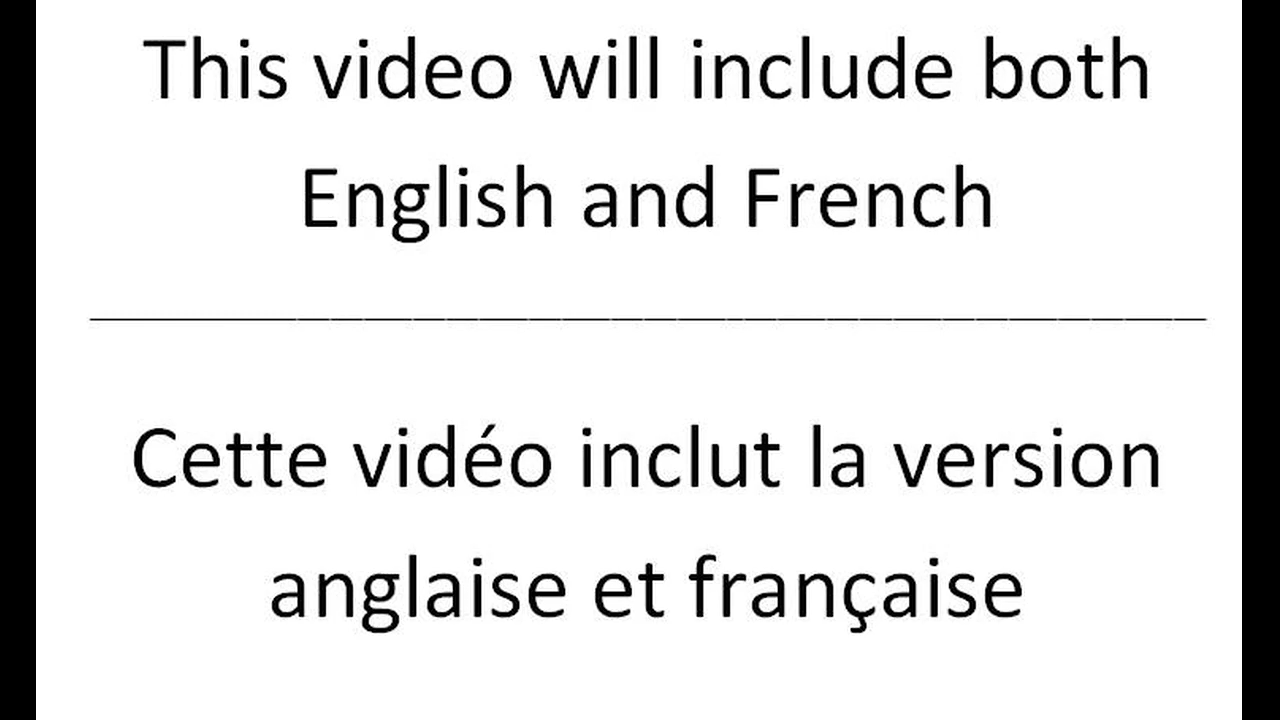 This video will include both
English and French
Cette vidéo inclut la version
anglaise et française